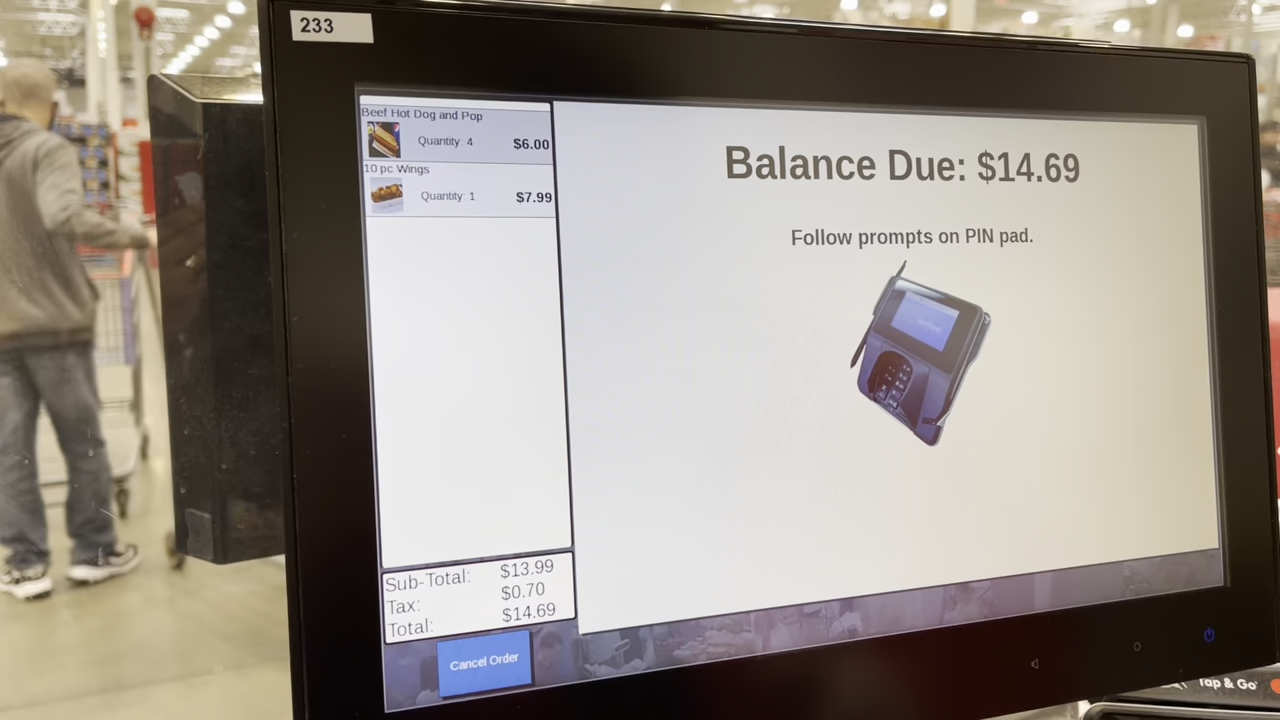 233
Beef Hot Dog and Pop
Quantity: 4 $6.00
10 pc Wings
Quantity: 1 $7.99
Balance Due: $14.69
Follow prompts on PIN pad.
Sub-Total: $13.99
Tax: $0.70
Total: $14.69
Cancel Order
Tap & Go